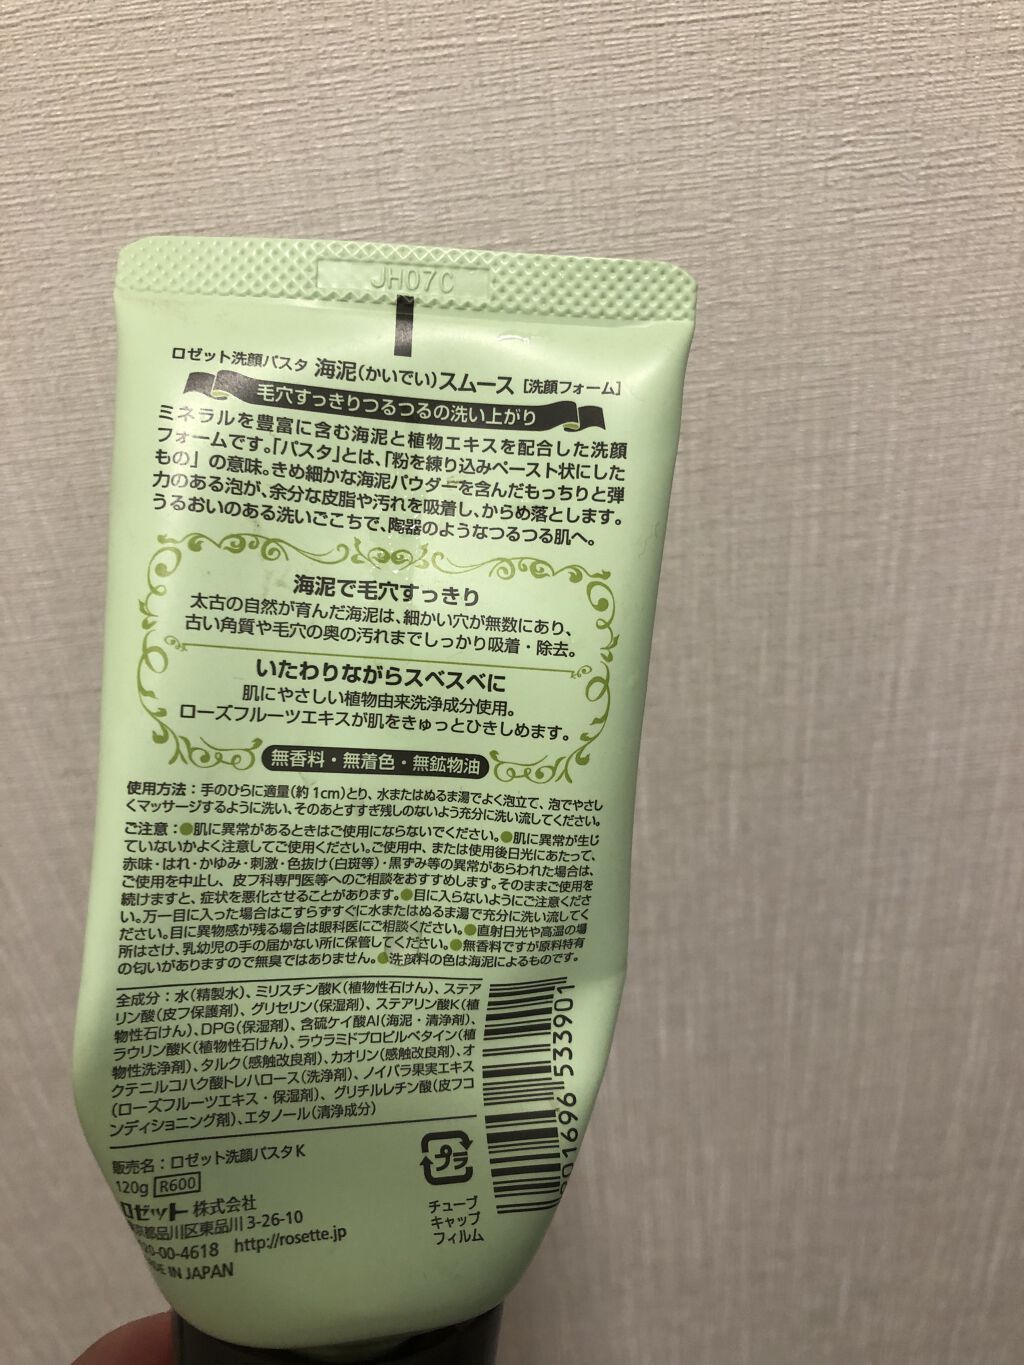 JH07C
ロゼット洗顔パスタ 海泥(かいでい)スムース [洗顔フォーム]
毛穴すっきりつるつるの洗い上がり
ミネラルを豊富に含む海泥と植物エキスを配合した洗顔
フォームです。「パスタ」とは、「粉を練り込みペースト状にした
もの」の意味。きめ細かな海泥パウダーを含んだもっちりと弾
力のある泡が、余分な皮脂や汚れを吸着し、からめ落とします。
うるおいのある洗いごこちで、陶器のようなつるつる肌へ。
海泥で毛穴すっきり
太古の自然が育んだ海泥は、細かい穴が無数にあり、
古い角質や毛穴の奥の汚れまでしっかり吸着・除去。
いたわりながらスベスベに
肌にやさしい植物由来洗浄成分使用。
ローズフルーツエキスが肌をきゅっとひきしめます。
無香料・無着色・無鉱物油
使用方法：手のひらに適量(約1cm)とり、水またはぬるま湯でよく泡立て、泡でやさし
くマッサージするように洗い、そのあとすすぎ残しのないよう充分に洗い流してください。
ご注意：●肌に異常があるときはご使用にならないでください。●肌に異常が生じ
ていないかよく注意してご使用ください。ご使用中、または使用後日光にあたって、
赤味・はれ・かゆみ・刺激・色抜け(白斑等)・黒ずみ等の異常があらわれた場合は、
ご使用を中止し、皮フ科専門医等へのご相談をおすすめします。そのままご使用を
続けますと、症状を悪化させることがあります。●目に入らないようにご注意くださ
い。万一目に入った場合はこすらずすぐに水またはぬるま湯で充分に洗い流してく
ださい。目に異物感が残る場合は眼科医にご相談ください。●直射日光や高温の場
所はさけ、乳幼児の手の届かない所に保管してください。●無香料ですが原料特有
の匂いがありますので無臭ではありません。●洗顔料の色は海泥によるものです。
全成分：水(精製水)、ミリスチン酸K(植物性石けん)、ステア
リン酸(皮フ保護剤)、グリセリン(保湿剤)、ステアリン酸K(植
物性石けん)、DPG(保湿剤)、含硫ケイ酸Al(海泥・清浄剤)、
ラウリン酸K(植物性石けん)、ラウラミドプロピルベタイン(植
物性洗浄剤)、タルク(感触改良剤)、カオリン(感触改良剤)、オ
クテニルコハク酸トレハロース(洗浄剤)、ノイバラ果実エキス
(ローズフルーツエキス・保湿剤)、グリチルレチン酸(皮フコ
ンディショニング剤)、エタノール(清浄成分)
901696 533901
販売名：ロゼット洗顔パスタK
120g R600
ロゼット 株式会社
京都品川区東品川3-26-10
20-00-4618 http://rosette.jp
DE IN JAPAN
プラ
チューブ
キャップ
フィルム